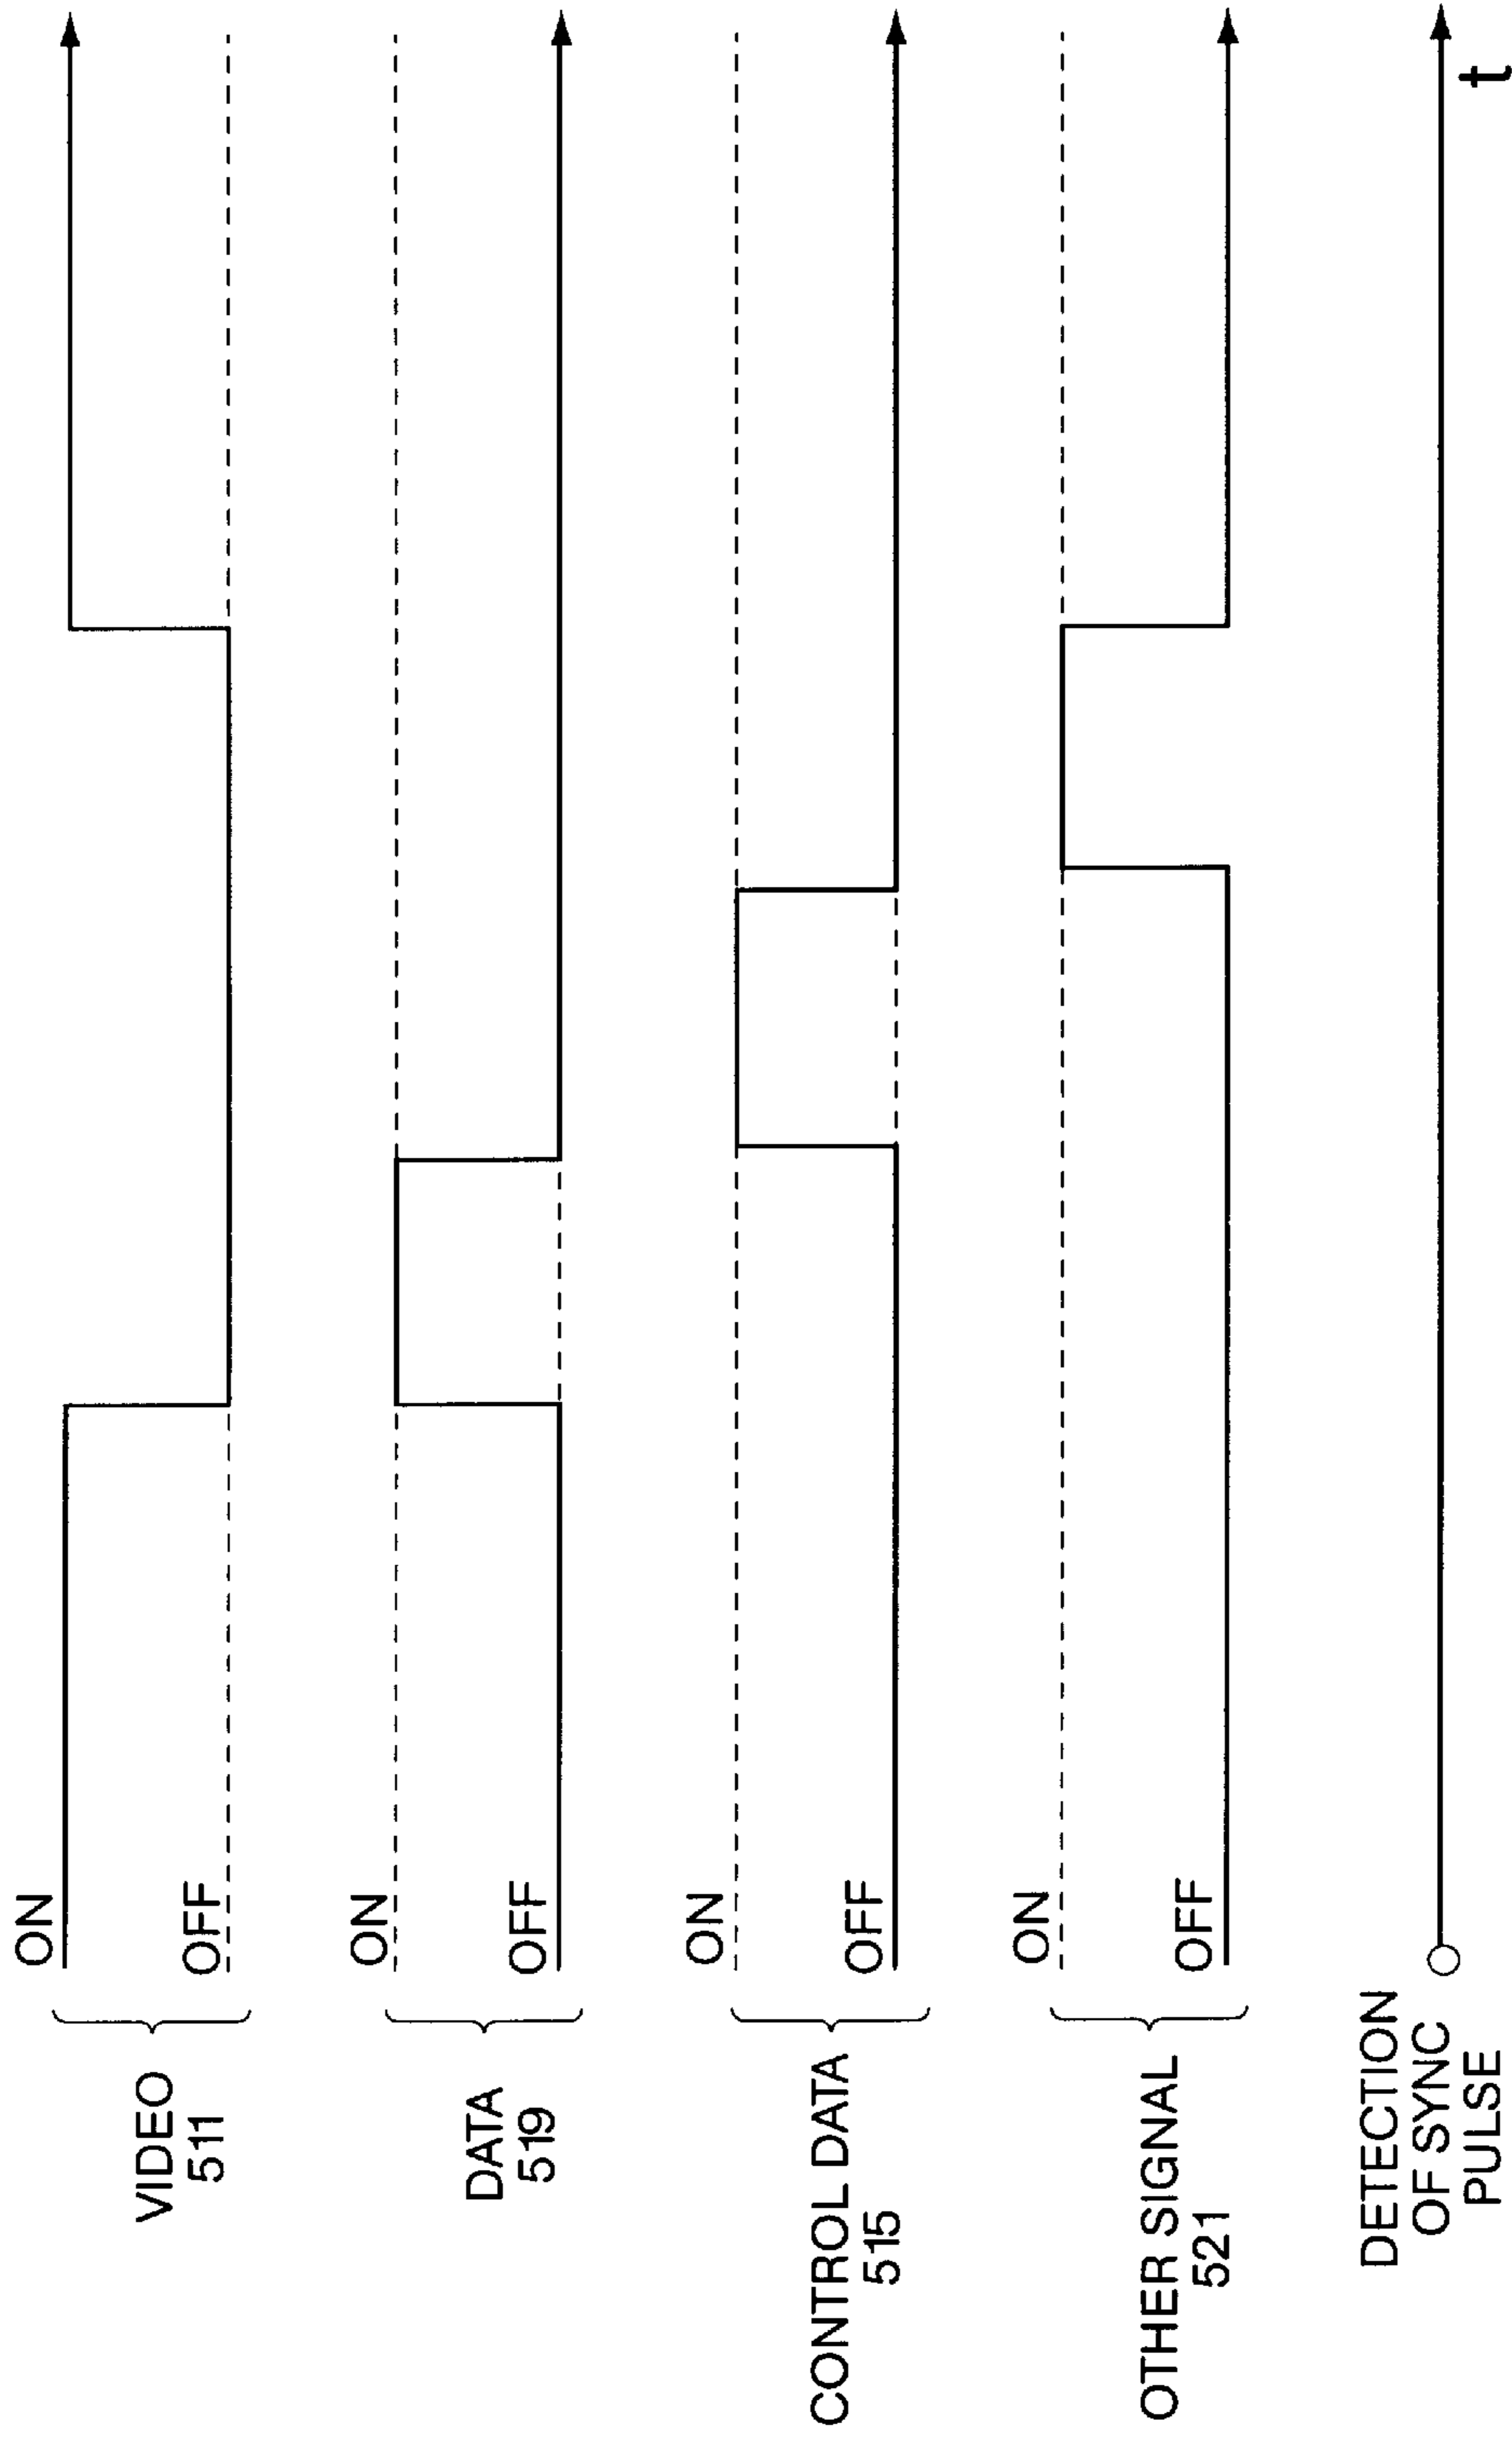 VIDEO
511
ON
OFF
DATA
519
ON
OFF
CONTROL DATA
515
ON
OFF
OTHER SIGNAL
521
ON
OFF
DETECTION
OF SYNC
PULSE
t